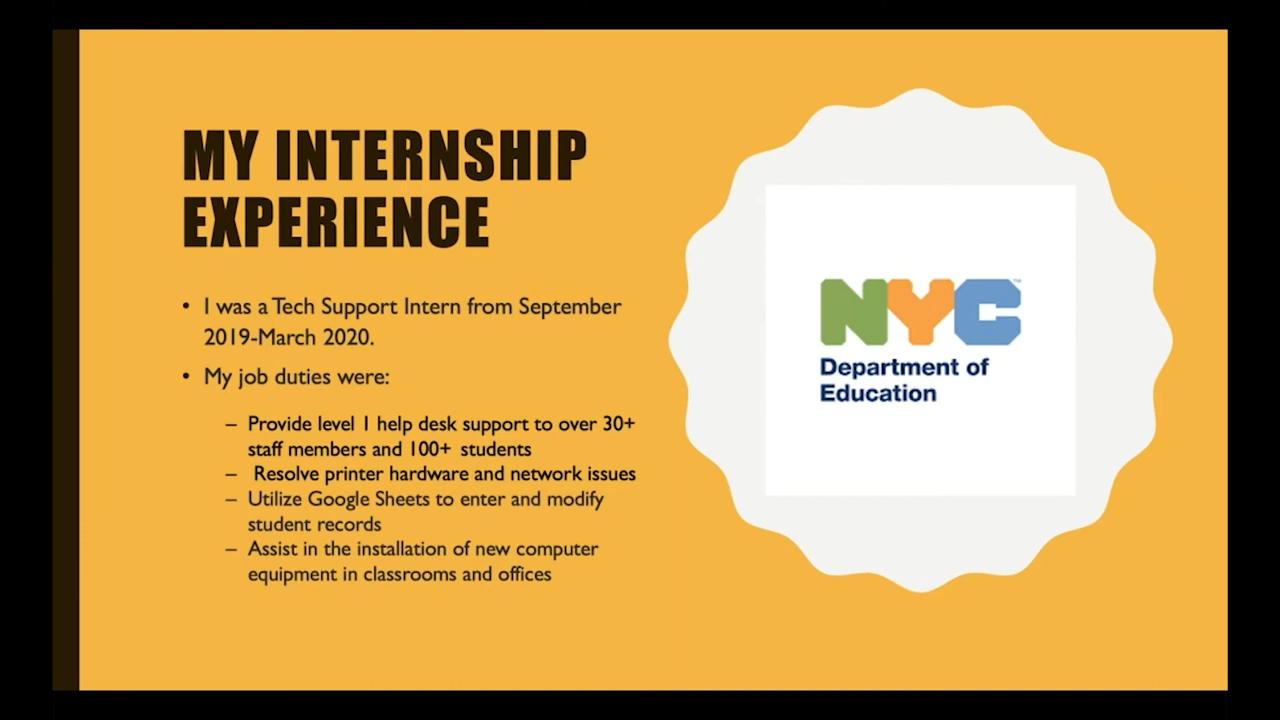 MY INTERNSHIP
EXPERIENCE
• I was a Tech Support Intern from September
2019-March 2020.
• My job duties were:
– Provide level 1 help desk support to over 30+
staff members and 100+ students
– Resolve printer hardware and network issues
– Utilize Google Sheets to enter and modify
student records
– Assist in the installation of new computer
equipment in classrooms and offices
NYC™
Department of
Education